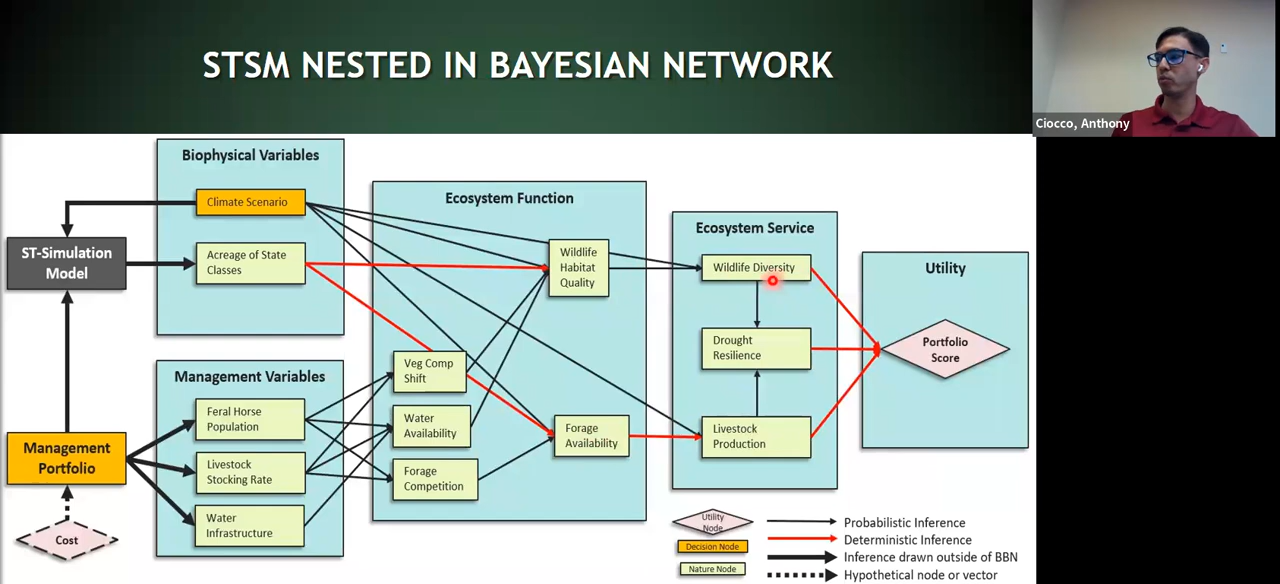 STSM NESTED IN BAYESIAN NETWORK
Ciocco, Anthony
Biophysical Variables
Climate Scenario
Acreage of State
Classes
ST-Simulation
Model
Management Variables
Feral Horse
Population
Livestock
Stocking Rate
Water
Infrastructure
Management
Portfolio
Cost
Ecosystem Function
Wildlife
Habitat
Quality
Veg Comp
Shift
Water
Availability
Forage
Competition
Forage
Availability
Ecosystem Service
Wildlife Diversity
Drought
Resilience
Livestock
Production
Utility
Portfolio
Score
Utility
Node
Decision Node
Nature Node
Probabilistic Inference
Deterministic Inference
Inference drawn outside of BBN
Hypothetical node or vector